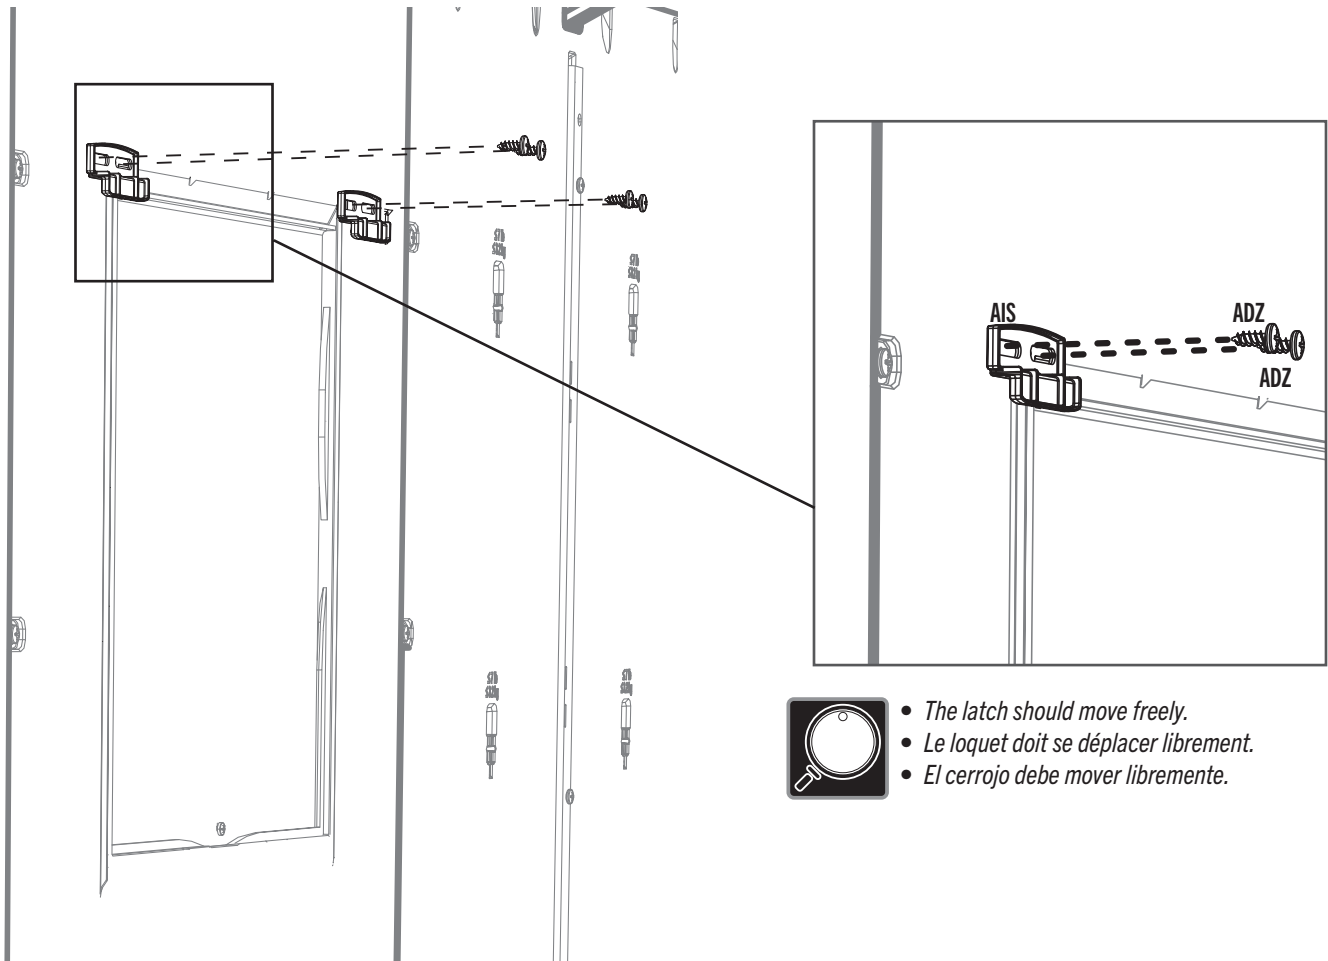 AIS
ADZ
ADZ
• The latch should move freely.
• Le loquet doit se déplacer librement.
• El cerrojo debe mover libremente.